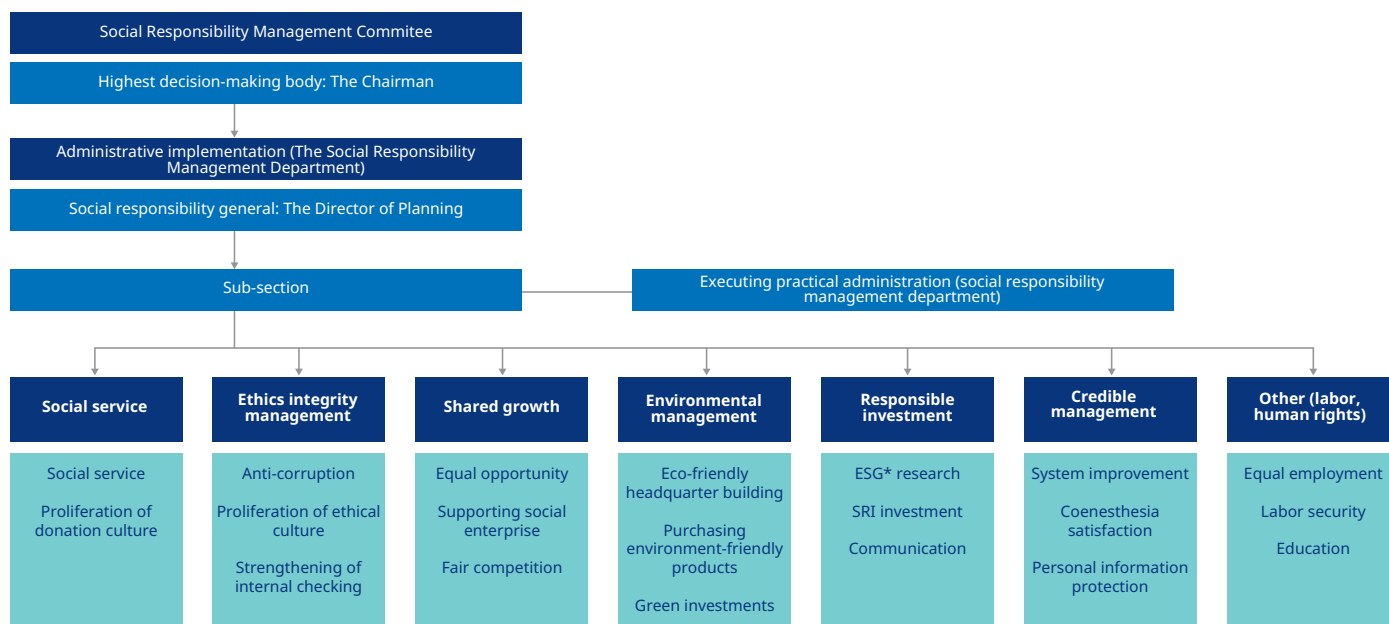 Social Responsibility Management Commitee
Highest decision-making body: The Chairman
Administrative implementation (The Social Responsibility
Management Department)
Social responsibility general: The Director of Planning
Sub-section
Executing practical administration (social responsibility
management department)
Social service
Social service
Proliferation of
donation culture
Ethics integrity
management
Anti-corruption
Proliferation of ethical
culture
Strengthening of
internal checking
Shared growth
Equal opportunity
Supporting social
enterprise
Fair competition
Environmental
management
Eco-friendly
headquarter building
Purchasing
environment-friendly
products
Green investments
Responsible
investment
ESG* research
SRI investment
Communication
Credible
management
System improvement
Coenesthesia
satisfaction
Personal information
protection
Other (labor,
human rights)
Equal employment
Labor security
Education